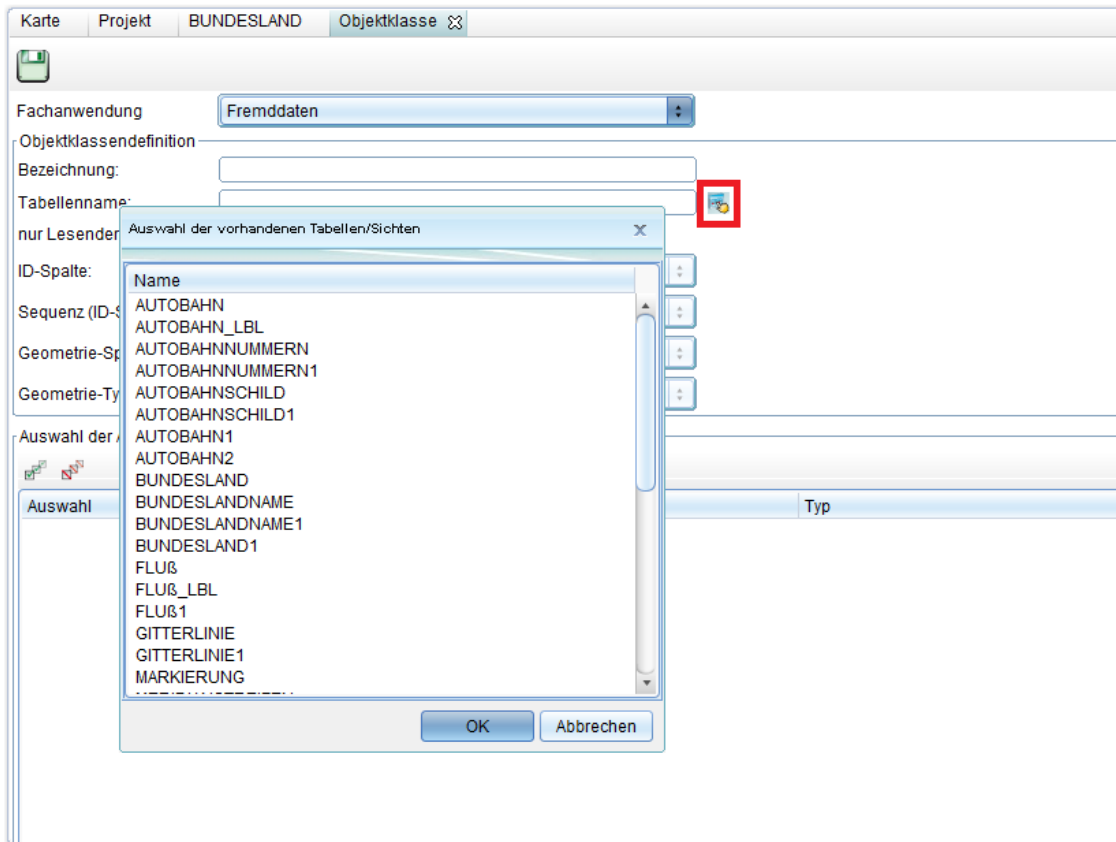 Karte Projekt BUNDESLAND Objektklasse
Fachanwendung Fremddaten
Objektklassendefinition
Bezeichnung:
Tabellenname:
nur Lesender
ID-Spalte:
Sequenz (ID-S
Geometrie-Sp
Geometrie-Ty
Auswahl der
Auswahl Typ
Auswahl der vorhandenen Tabellen/Sichten
Name
AUTOBAHN
AUTOBAHN_LBL
AUTOBAHNNUMMERN
AUTOBAHNNUMMERN1
AUTOBAHNSCHILD
AUTOBAHNSCHILD1
AUTOBAHN1
AUTOBAHN2
BUNDESLAND
BUNDESLANDNAME
BUNDESLANDNAME1
BUNDESLAND1
FLUß
FLUß_LBL
FLUß1
GITTERLINIE
GITTERLINIE1
MARKIERUNG
OK Abbrechen